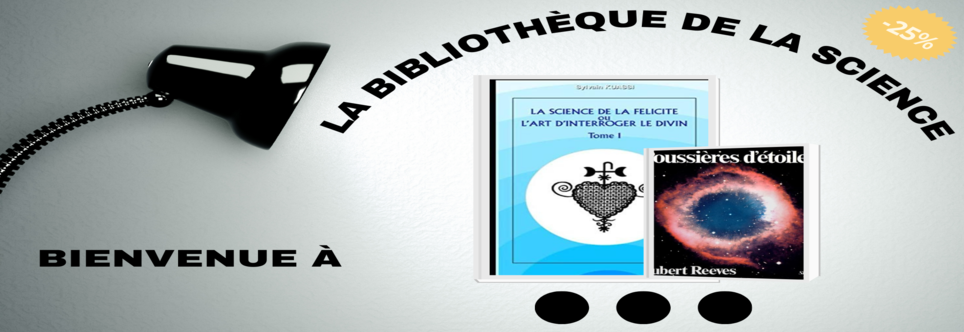 BIENVENUE À
LA BIBLIOTHÈQUE DE LA SCIENCE
-25%
Sylvain
LA SCIENCE DE LA FELICITE
ou
L'ART D'INTERROGER LE DIVIN
Tome I
oussières d'étoile
ubert Reeves